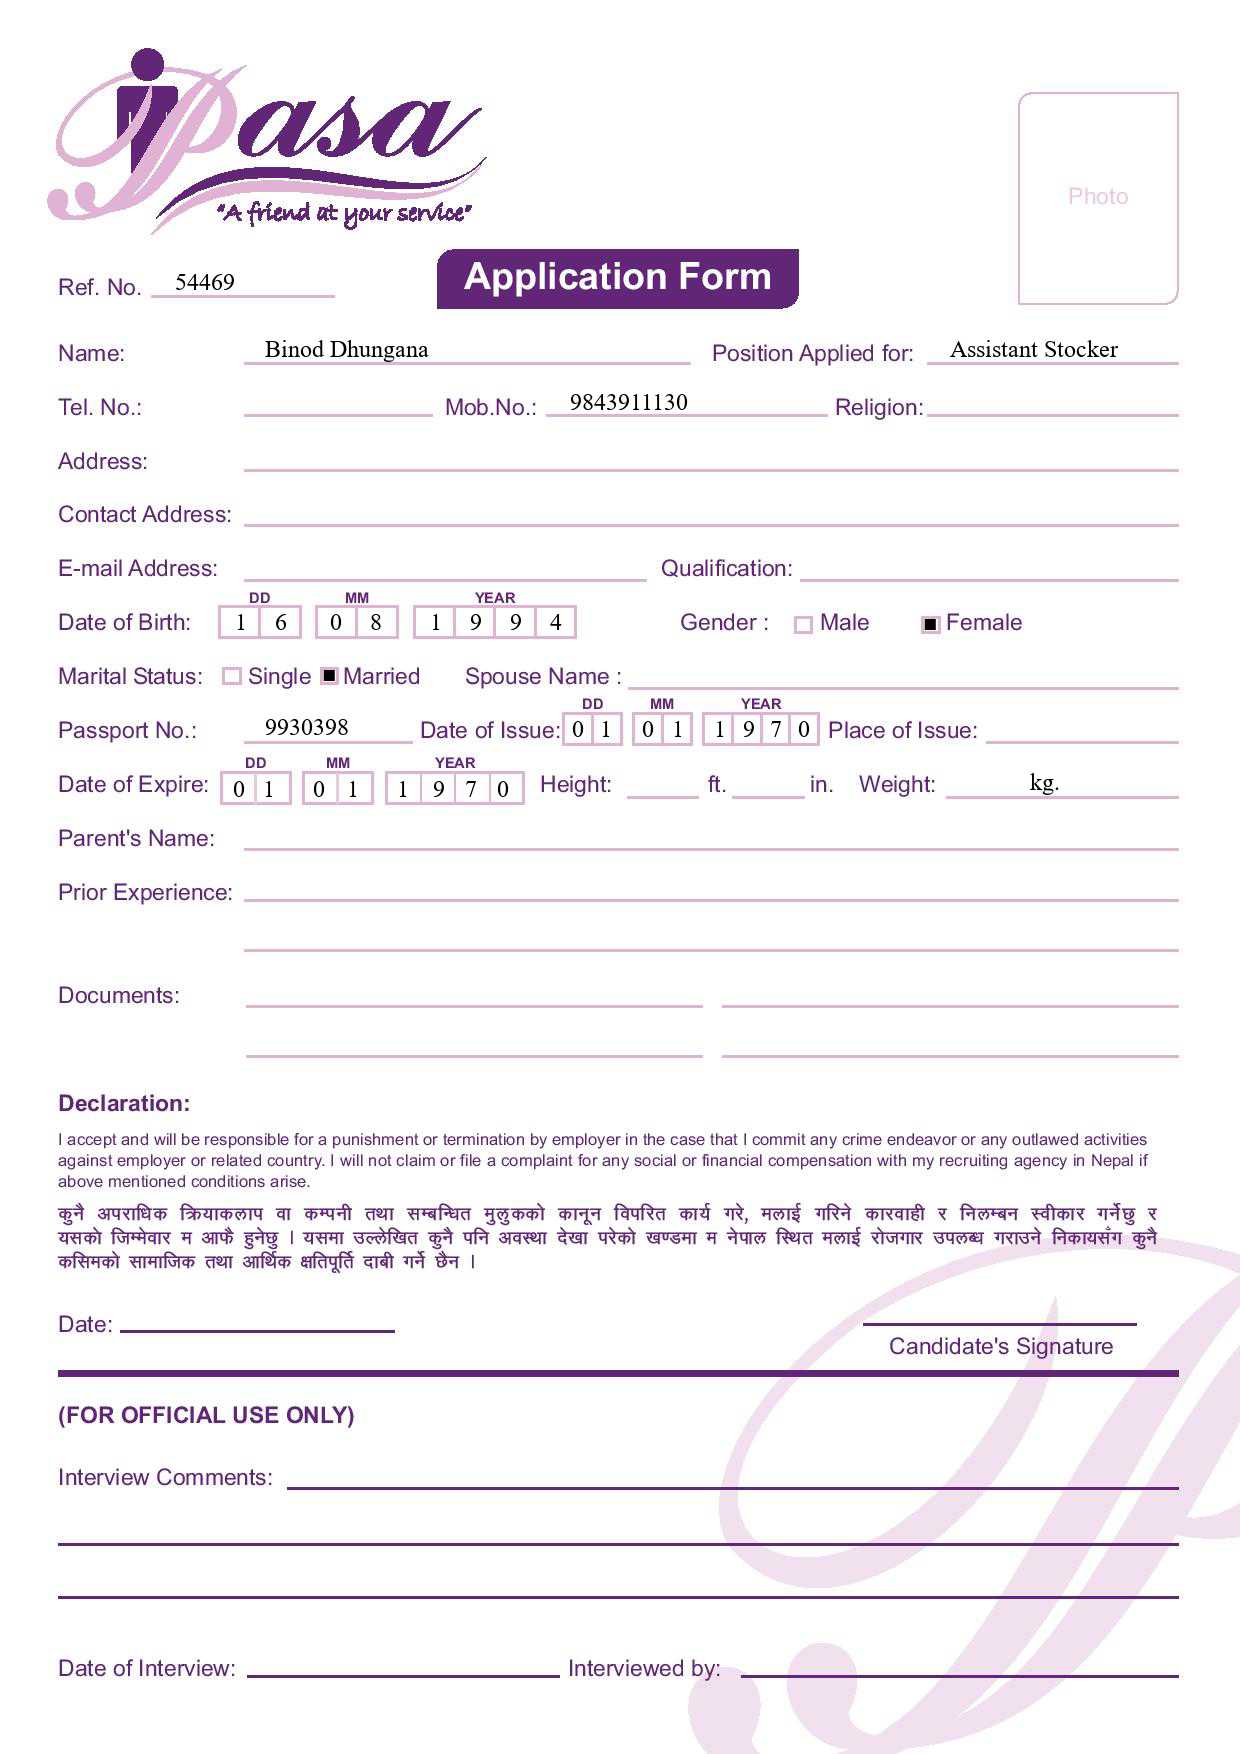 Pasa
"A friend at your service"
Photo
Ref. No. 54469
Application Form
Name: Binod Dhungana Position Applied for: Assistant Stocker
Tel. No.: Mob.No.: 9843911130 Religion:
Address:
Contact Address:
E-mail Address: Qualification:
DD MM YEAR
Date of Birth: 1 6 0 8 1 9 9 4 Gender : Male Female
Marital Status: Single Married Spouse Name :
DD MM YEAR
Passport No.: 9930398 Date of Issue: 0 1 0 1 1 9 7 0 Place of Issue:
DD MM YEAR
Date of Expire: 0 1 0 1 1 9 7 0 Height: ft. in. Weight: kg.
Parent's Name:
Prior Experience:
Documents:
Declaration:
I accept and will be responsible for a punishment or termination by employer in the case that I commit any crime endeavor or any outlawed activities
against employer or related country. I will not claim or file a complaint for any social or financial compensation with my recruiting agency in Nepal if
above mentioned conditions arise.
कुनै अपराधिक क्रियाकलाप वा कम्पनी तथा सम्बन्धित मुलुकको कानून विपरित कार्य गरे, मलाई गरिने कारवाही र निलम्बन स्वीकार गर्नेछु र
यसको जिम्मेवार म आफै हुनेछु । यसमा उल्लेखित कुनै पनि अवस्था देखा परेको खण्डमा म नेपाल स्थित मलाई रोजगार उपलब्ध गराउने निकायसँग कुनै
कसिमको सामाजिक तथा आर्थिक क्षतिपूर्ति दाबी गर्ने छैन ।
Date:
Candidate's Signature
(FOR OFFICIAL USE ONLY)
Interview Comments:
Date of Interview: Interviewed by: